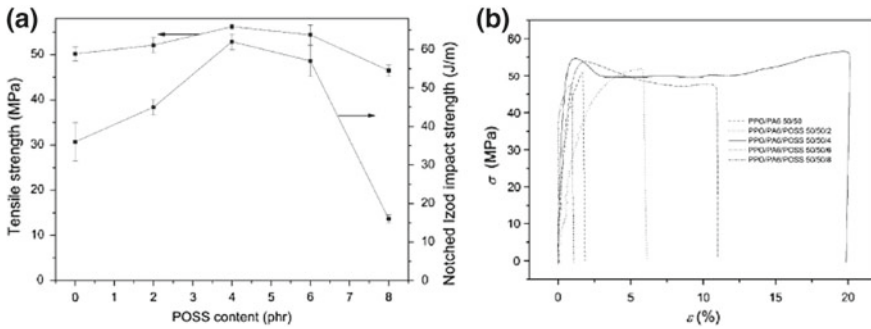 (a)
Tensile strength (MPa)
50
40
30
20
10
0
0 1 2 3 4 5 6 7 8
POSS content (phr)
60
50
40
30
20
10
0
Notched Izod impact strength (J/m)
(b)
σ (MPa)
60
50
40
30
20
10
0
0 5 10 15 20
ε (%)
PPO/PA6 50/50
PPO/PA6/POSS 50/50/2
PPO/PA6/POSS 50/50/4
PPO/PA6/POSS 50/50/6
PPO/PA6/POSS 50/50/8